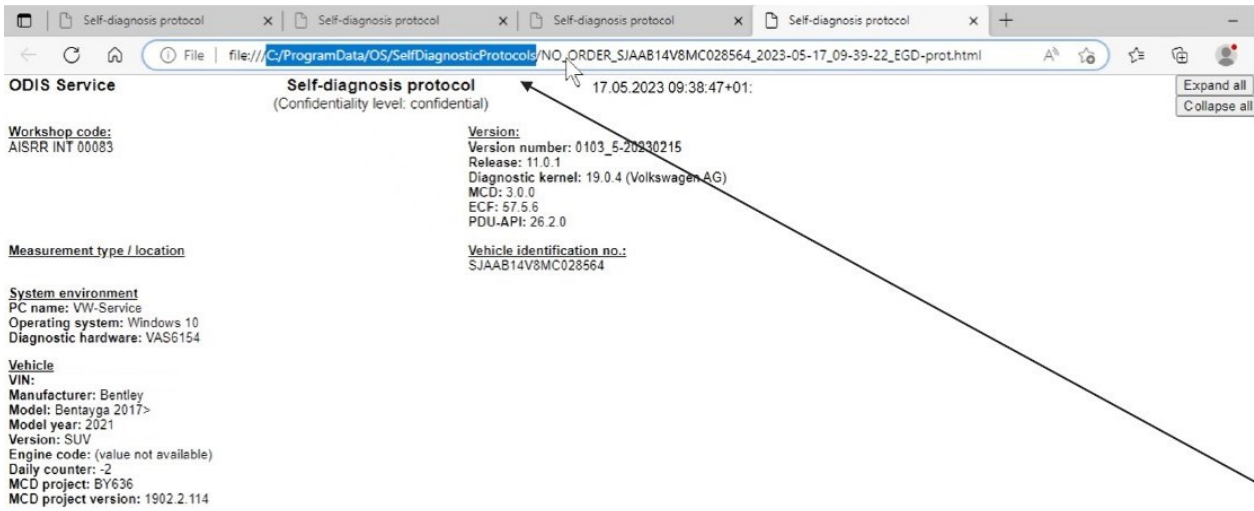 Self-diagnosis protocol
Self-diagnosis protocol
Self-diagnosis protocol
Self-diagnosis protocol
File file:///C:/ProgramData/OS/SelfDiagnosticProtocols/NO_ORDER_SJAAB14V8MC028564_2023-05-17_09-39-22_EGD-prot.html
ODIS Service Self-diagnosis protocol 17.05.2023 09:38:47+01: Expand all
(Confidentiality level: confidential) Collapse all
Workshop code:
AISRR INT 00083
Version:
Version number: 0103_5-20230215
Release: 11.0.1
Diagnostic kernel: 19.0.4 (Volkswagen AG)
MCD: 3.0.0
ECF: 57.5.6
PDU-API: 26.2.0
Measurement type / location
Vehicle identification no.:
SJAAB14V8MC028564
System environment
PC name: VW-Service
Operating system: Windows 10
Diagnostic hardware: VAS6154
Vehicle
VIN:
Manufacturer: Bentley
Model: Bentayga 2017>
Model year: 2021
Version: SUV
Engine code: (value not available)
Daily counter: -2
MCD project: BY636
MCD project version: 1902.2.114